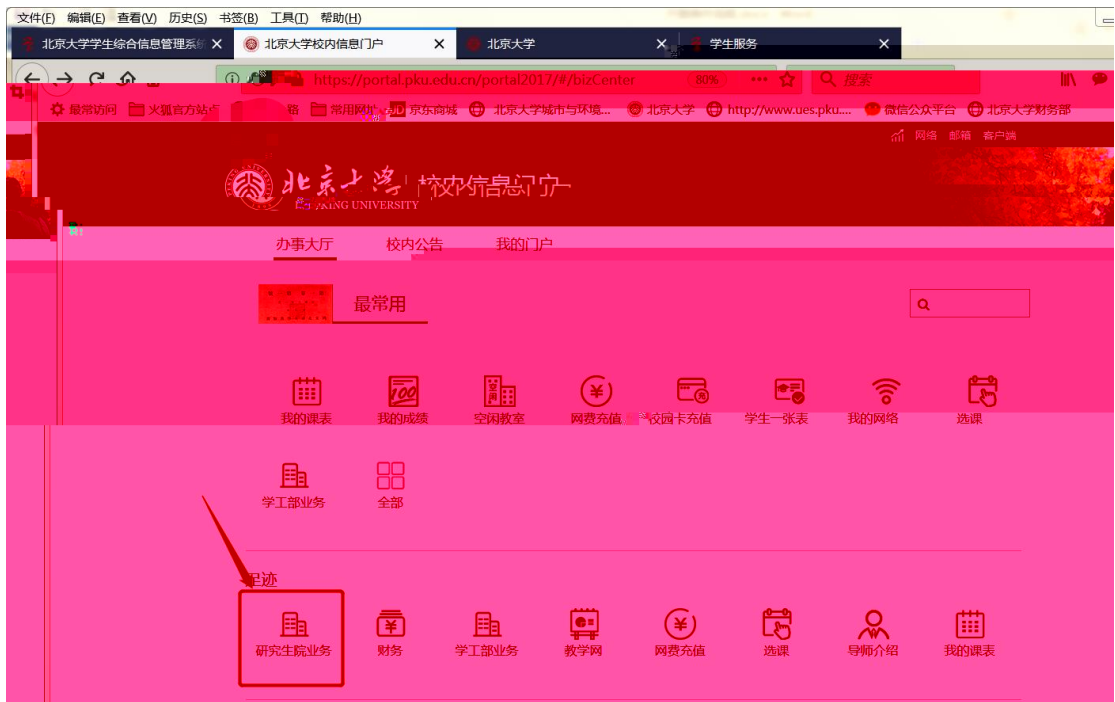 文件(F) 编辑(E) 查看(V) 历史(S) 书签(B) 工具(T) 帮助(H)
北京大学学生综合信息管理系统 北京大学校内信息门户 北京大学 学生服务
https://portal.pku.edu.cn/portal2017/#/bizCenter 80% 搜索
最常访问 火狐官方站点 常用网址 JD 京东商城 北京大学城市与环境... 北京大学 http://www.ues.pku.... 微信公众平台 北京大学财务部
网络 邮箱 客户端
北京大学 校内信息门户
PEKING UNIVERSITY
办事大厅 校内公告 我的门户
最常用
100
我的课表 我的成绩 空闲教室 网费充值 校园卡充值 学生一张表 我的网络 选课
学工部业务 全部
足迹
研究生院业务 财务 学工部业务 教学网 网费充值 选课 导师介绍 我的课表